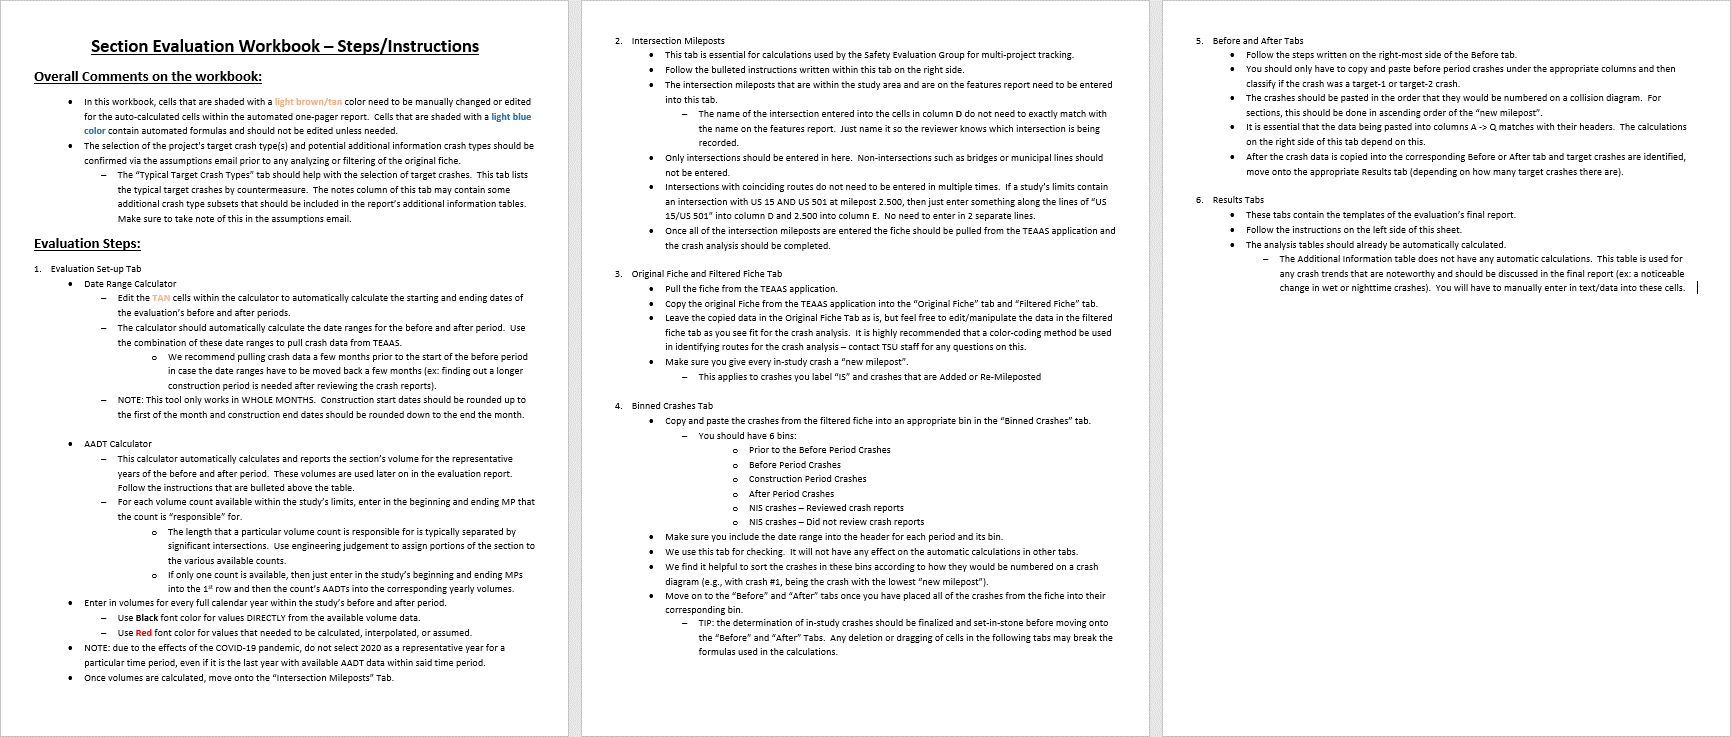 Section Evaluation Workbook – Steps/Instructions
Overall Comments on the workbook:
• In this workbook, cells that are shaded with a light brown/tan color need to be manually changed or edited
for the auto-calculated cells within the automated one-pager report. Cells that are shaded with a light blue
color contain automated formulas and should not be edited unless needed.
• The selection of the project's target crash type(s) and potential additional information crash types should be
confirmed via the assumptions email prior to any analyzing or filtering of the original fiche.
– The “Typical Target Crash Types” tab should help with the selection of target crashes. This tab lists
the typical target crashes by countermeasure. The notes column of this tab may contain some
additional crash type subsets that should be included in the report's additional information tables.
Make sure to take note of this in the assumptions email.
Evaluation Steps:
1. Evaluation Set-up Tab
• Date Range Calculator
– Edit the TAN cells within the calculator to automatically calculate the starting and ending dates of
the evaluation's before and after periods.
– The calculator should automatically calculate the date ranges for the before and after period. Use
the combination of these date ranges to pull crash data from TEAAS.
o We recommend pulling crash data a few months prior to the start of the before period
in case the date ranges have to be moved back a few months (ex: finding out a longer
construction period is needed after reviewing the crash reports).
– NOTE: This tool only works in WHOLE MONTHS. Construction start dates should be rounded up to
the first of the month and construction end dates should be rounded down to the end the month.
• AADT Calculator
– This calculator automatically calculates and reports the section's volume for the representative
years of the before and after period. These volumes are used later on in the evaluation report.
Follow the instructions that are bulleted above the table.
– For each volume count available within the study's limits, enter in the beginning and ending MP that
the count is “responsible” for.
o The length that a particular volume count is responsible for is typically separated by
significant intersections. Use engineering judgement to assign portions of the section to
the various available counts.
o If only one count is available, then just enter in the study's beginning and ending MPs
into the 1st row and then the count's AADTs into the corresponding yearly volumes.
• Enter in volumes for every full calendar year within the study's before and after period.
– Use Black font color for values DIRECTLY from the available volume data.
– Use Red font color for values that needed to be calculated, interpolated, or assumed.
• NOTE: due to the effects of the COVID-19 pandemic, do not select 2020 as a representative year for a
particular time period, even if it is the last year with available AADT data within said time period.
• Once volumes are calculated, move onto the “Intersection Mileposts” Tab.
2. Intersection Mileposts
• This tab is essential for calculations used by the Safety Evaluation Group for multi-project tracking.
• Follow the bulleted instructions written within this tab on the right side.
• The intersection mileposts that are within the study area and are on the features report need to be entered
into this tab.
– The name of the intersection entered into the cells in column D do not need to exactly match with
the name on the features report. Just name it so the reviewer knows which intersection is being
recorded.
• Only intersections should be entered in here. Non-intersections such as bridges or municipal lines should
not be entered.
• Intersections with coinciding routes do not need to be entered in multiple times. If a study's limits contain
an intersection with US 15 AND US 501 at milepost 2.500, then just enter something along the lines of “US
15/US 501” into column D and 2.500 into column E. No need to enter in 2 separate lines.
• Once all of the intersection mileposts are entered the fiche should be pulled from the TEAAS application and
the crash analysis should be completed.
3. Original Fiche and Filtered Fiche Tab
• Pull the fiche from the TEAAS application.
• Copy the original Fiche from the TEAAS application into the “Original Fiche” tab and “Filtered Fiche” tab.
• Leave the copied data in the Original Fiche Tab as is, but feel free to edit/manipulate the data in the filtered
fiche tab as you see fit for the crash analysis. It is highly recommended that a color-coding method be used
in identifying routes for the crash analysis – contact TSU staff for any questions on this.
• Make sure you give every in-study crash a “new milepost”.
– This applies to crashes you label “IS” and crashes that are Added or Re-Mileposted
4. Binned Crashes Tab
• Copy and paste the crashes from the filtered fiche into an appropriate bin in the “Binned Crashes” tab.
– You should have 6 bins:
o Prior to the Before Period Crashes
o Before Period Crashes
o Construction Period Crashes
o After Period Crashes
o NIS crashes – Reviewed crash reports
o NIS crashes – Did not review crash reports
• Make sure you include the date range into the header for each period and its bin.
• We use this tab for checking. It will not have any effect on the automatic calculations in other tabs.
• We find it helpful to sort the crashes in these bins according to how they would be numbered on a crash
diagram (e.g., with crash #1, being the crash with the lowest “new milepost”).
• Move on to the “Before” and “After” tabs once you have placed all of the crashes from the fiche into their
corresponding bin.
– TIP: the determination of in-study crashes should be finalized and set-in-stone before moving onto
the “Before” and “After” Tabs. Any deletion or dragging of cells in the following tabs may break the
formulas used in the calculations.
5. Before and After Tabs
• Follow the steps written on the right-most side of the Before tab.
• You should only have to copy and paste before period crashes under the appropriate columns and then
classify if the crash was a target-1 or target-2 crash.
• The crashes should be pasted in the order that they would be numbered on a collision diagram. For
sections, this should be done in ascending order of the “new milepost”.
• It is essential that the data being pasted into columns A -> Q matches with their headers. The calculations
on the right side of this tab depend on this.
• After the crash data is copied into the corresponding Before or After tab and target crashes are identified,
move onto the appropriate Results tab (depending on how many target crashes there are).
6. Results Tabs
• These tabs contain the templates of the evaluation's final report.
• Follow the instructions on the left side of this sheet.
• The analysis tables should already be automatically calculated.
– The Additional Information table does not have any automatic calculations. This table is used for
any crash trends that are noteworthy and should be discussed in the final report (ex: a noticeable
change in wet or nighttime crashes). You will have to manually enter in text/data into these cells.